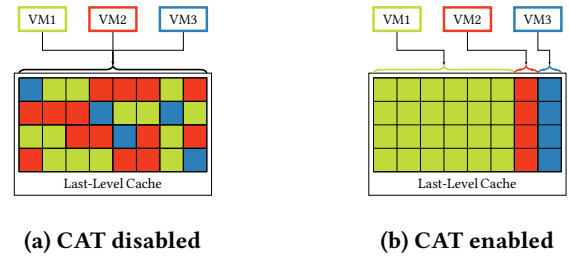 VM1 VM2 VM3
Last-Level Cache
(a) CAT disabled
VM1 VM2 VM3
Last-Level Cache
(b) CAT enabled